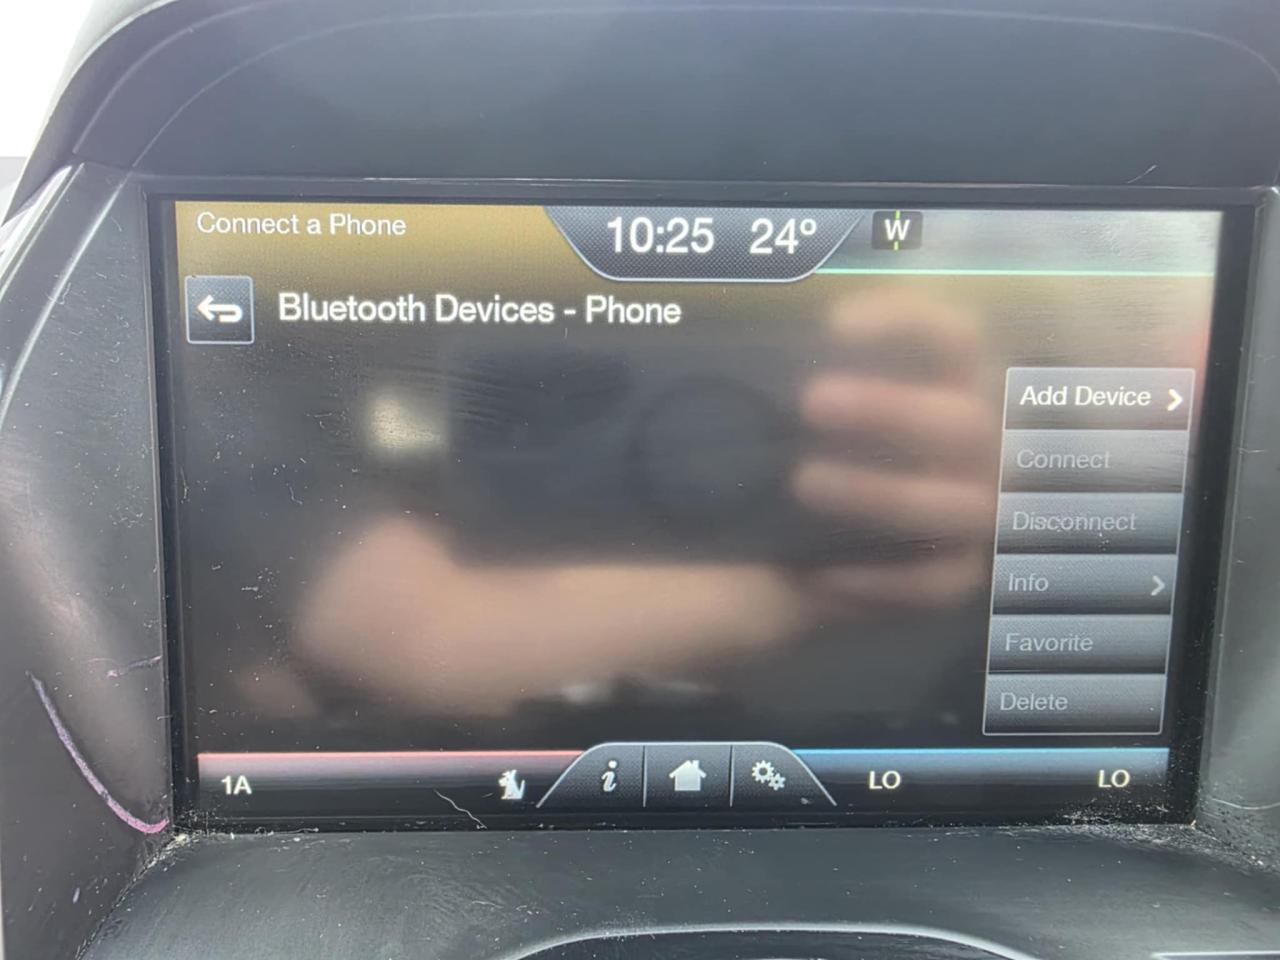 Connect a Phone
10:25 24° W
Bluetooth Devices - Phone
Add Device
Connect
Disconnect
Info
Favorite
Delete
1A
i
LO
LO